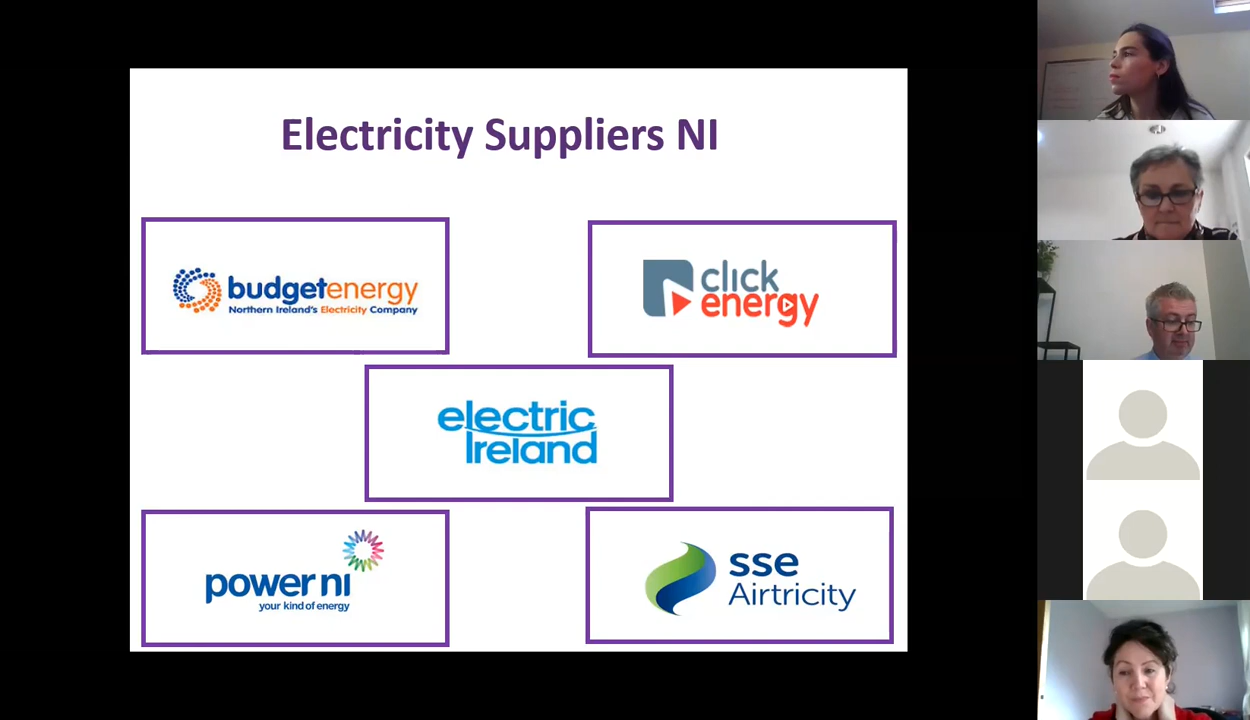 Electricity Suppliers NI
budgetenergy
Northern Ireland's Electricity Company
click
energy
electric
Ireland
power ni
your kind of energy
sse
Airtricity